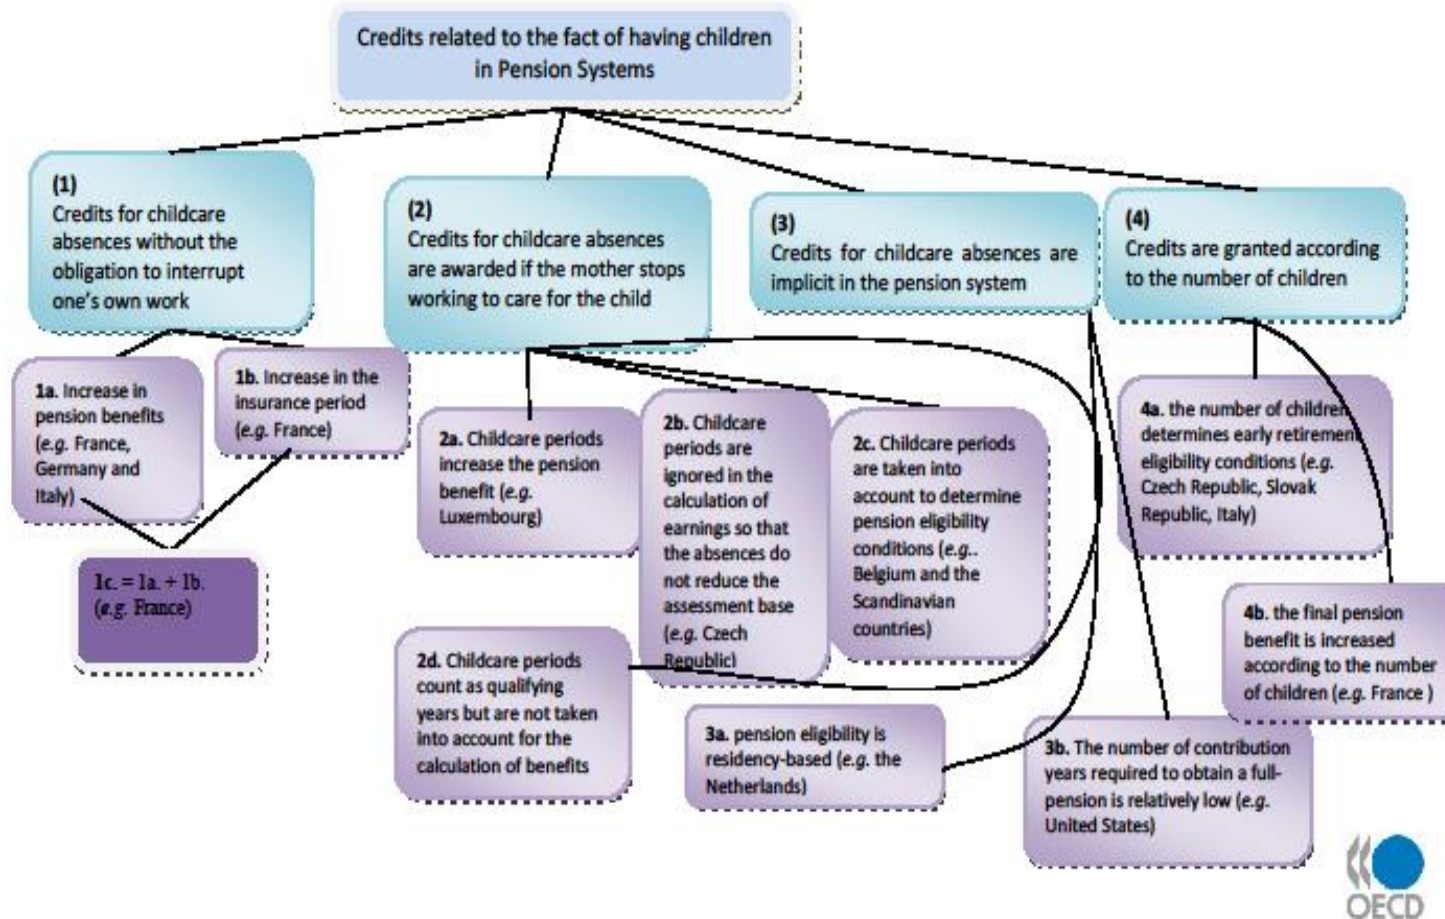 Credits related to the fact of having children
in Pension Systems
(1)
Credits for childcare
absences without the
obligation to interrupt
one's own work
(2)
Credits for childcare absences
are awarded if the mother stops
working to care for the child
(3)
Credits for childcare absences are
implicit in the pension system
(4)
Credits are granted according
to the number of children
1a. Increase in
pension benefits
(e.g. France,
Germany and
Italy)
1b. Increase in the
insurance period
(e.g. France)
1c. = 1a. + 1b.
(e.g. France)
2a. Childcare periods
increase the pension
benefit (e.g.
Luxembourg)
2b. Childcare
periods are
ignored in the
calculation of
earnings so that
the absences do
not reduce the
assessment base
(e.g. Czech
Republic)
2c. Childcare periods
are taken into
account to determine
pension eligibility
conditions (e.g..
Belgium and the
Scandinavian
countries)
2d. Childcare periods
count as qualifying
years but are not taken
into account for the
calculation of benefits
3a. pension eligibility is
residency-based (e.g. the
Netherlands)
3b. The number of contribution
years required to obtain a full-
pension is relatively low (e.g.
United States)
4a. the number of children
determines early retirement
eligibility conditions (e.g.
Czech Republic, Slovak
Republic, Italy)
4b. the final pension
benefit is increased
according to the number
of children (e.g. France )
OECD